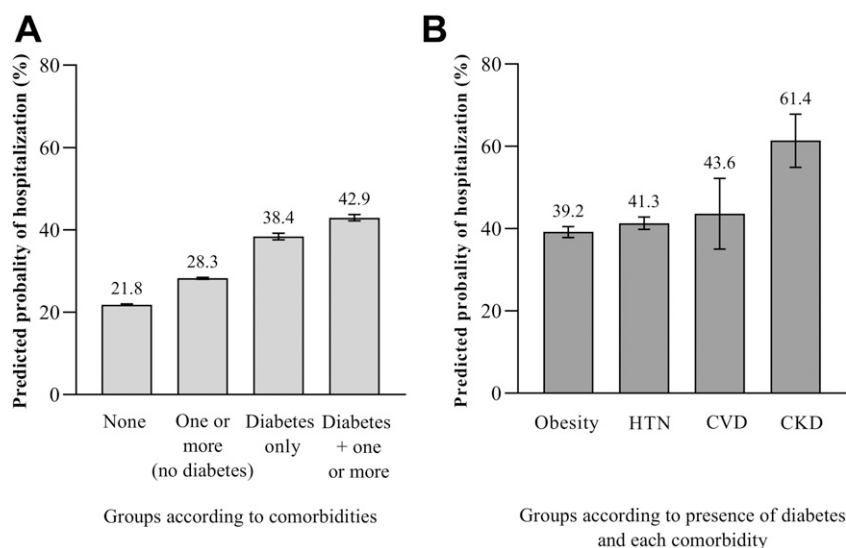 A
Predicted probality of hospitalization (%)
80
60
40
20
0
21.8
28.3
38.4
42.9
None
One or
more
(no diabetes)
Diabetes
only
Diabetes
+ one
or more
Groups according to comorbidities
B
Predicted probality of hospitalization (%)
80
60
40
20
0
39.2
41.3
43.6
61.4
Obesity
HTN
CVD
CKD
Groups according to presence of diabetes
and each comorbidity